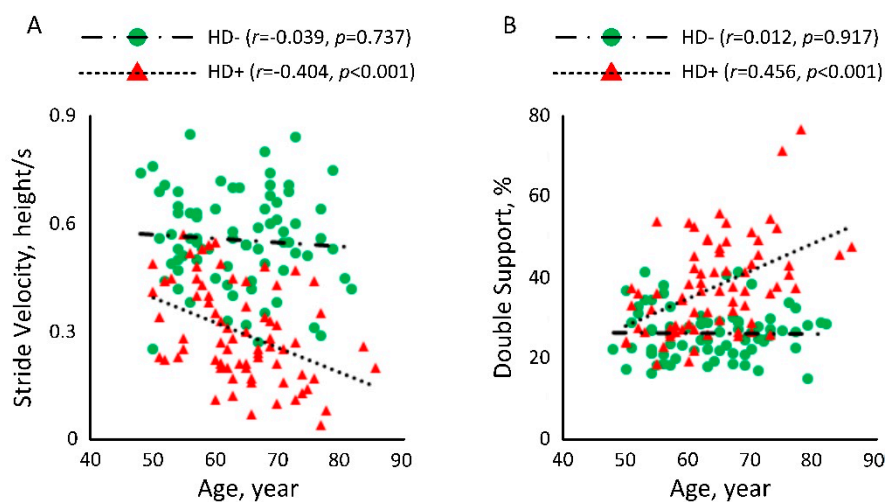 A
HD- (r=-0.039, p=0.737)
HD+ (r=-0.404, p<0.001)
Stride Velocity, height/s
0.9
0.6
0.3
0
40 50 60 70 80 90
Age, year
B
HD- (r=0.012, p=0.917)
HD+ (r=0.456, p<0.001)
Double Support, %
80
60
40
20
0
40 50 60 70 80 90
Age, year